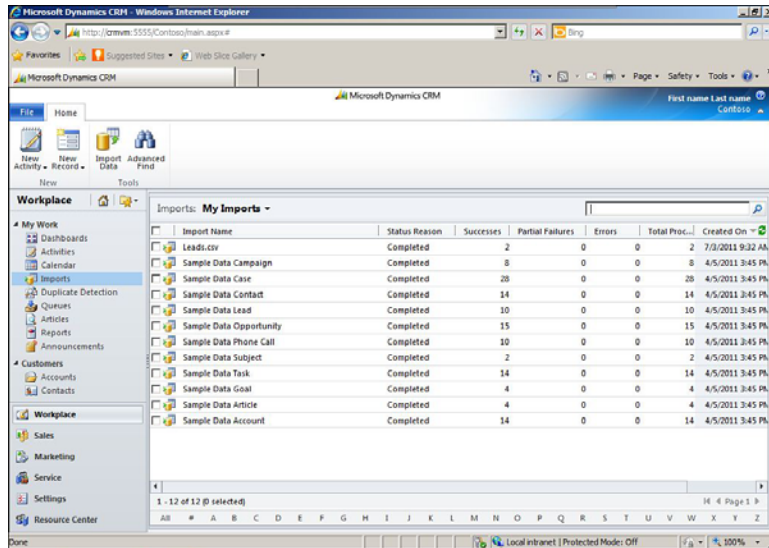 Microsoft Dynamics CRM - Windows Internet Explorer
http://crmvm:5555/Contoso/main.aspx#
Bing
Favorites Suggested Sites Web Slice Gallery
Microsoft Dynamics CRM
Page Safety Tools
Microsoft Dynamics CRM
First name Last name
Contoso
File Home
New Activity New Record Import Data Advanced Find
New Tools
Workplace
Imports: My Imports
My Work
Dashboards
Activities
Calendar
Imports
Duplicate Detection
Queues
Articles
Reports
Announcements
Customers
Accounts
Contacts
Workplace
Sales
Marketing
Service
Settings
Resource Center
Import Name Status Reason Successes Partial Failures Errors Total Proc... Created On
Leads.csv Completed 2 0 0 2 7/3/2011 9:32 AM
Sample Data Campaign Completed 8 0 0 8 4/5/2011 3:45 PM
Sample Data Case Completed 28 0 0 28 4/5/2011 3:45 PM
Sample Data Contact Completed 14 0 0 14 4/5/2011 3:45 PM
Sample Data Lead Completed 10 0 0 10 4/5/2011 3:45 PM
Sample Data Opportunity Completed 15 0 0 15 4/5/2011 3:45 PM
Sample Data Phone Call Completed 10 0 0 10 4/5/2011 3:45 PM
Sample Data Subject Completed 2 0 0 2 4/5/2011 3:45 PM
Sample Data Task Completed 14 0 0 14 4/5/2011 3:45 PM
Sample Data Goal Completed 4 0 0 4 4/5/2011 3:45 PM
Sample Data Article Completed 4 0 0 4 4/5/2011 3:45 PM
Sample Data Account Completed 14 0 0 14 4/5/2011 3:45 PM
1 - 12 of 12 (0 selected) Page 1
All # A B C D E F G H I J K L M N O P Q R S T U V W X Y Z
Done Local intranet | Protected Mode: Off 100%